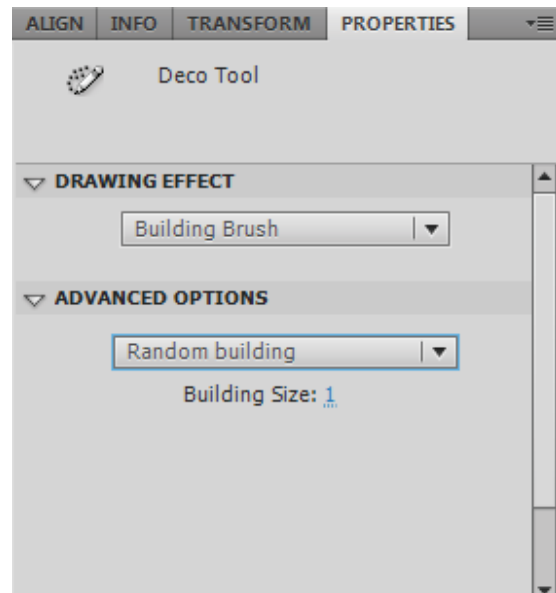 ALIGN INFO TRANSFORM PROPERTIES
Deco Tool
DRAWING EFFECT
Building Brush
ADVANCED OPTIONS
Random building
Building Size: 1